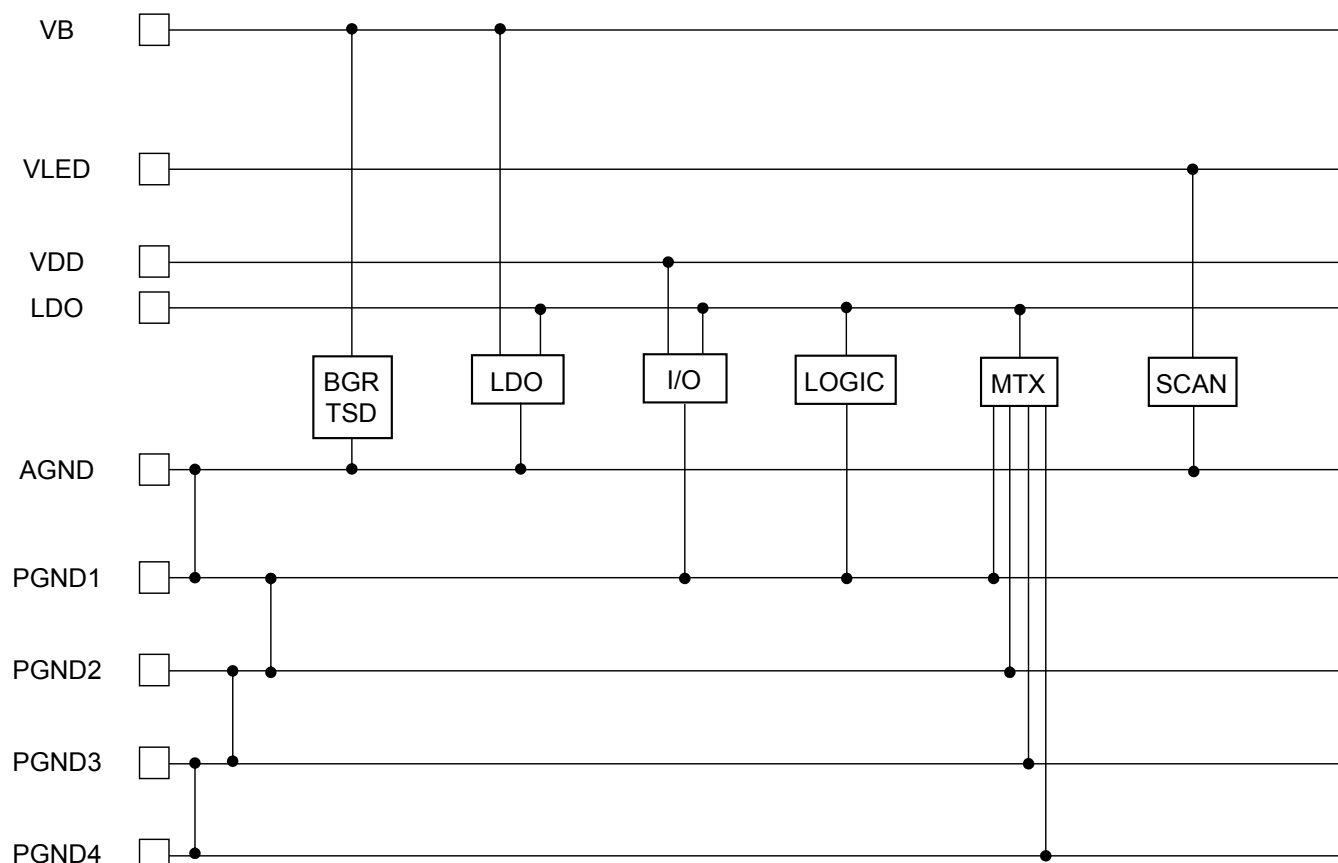 VB
VLED
VDD
LDO
BGR
TSD
LDO
I/O
LOGIC
MTX
SCAN
AGND
PGND1
PGND2
PGND3
PGND4